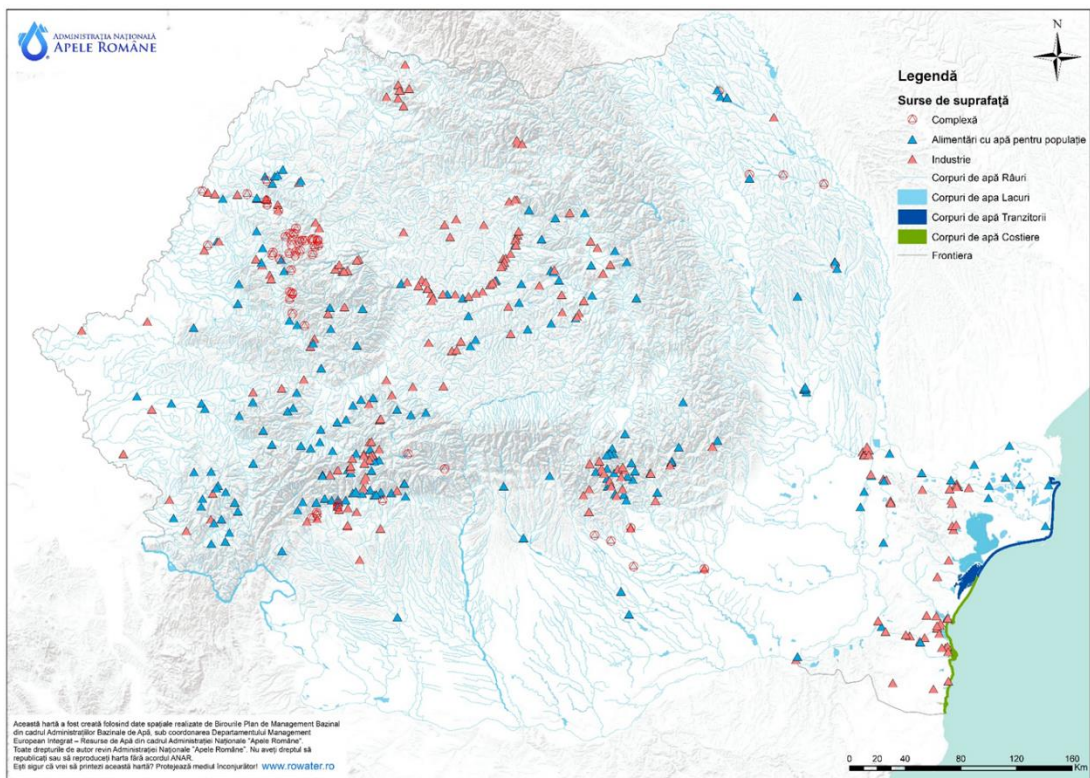 ADMINISTRAȚIA NAȚIONALĂ
APELE ROMÂNE
N
Legendă
Surse de suprafață
Complexă
Alimentări cu apă pentru populație
Industrie
Corpuri de apă Râuri
Corpuri de apa Lacuri
Corpuri de apă Tranzitorii
Corpuri de apă Costiere
Frontiera
Această hartă a fost creată folosind date spațiale realizate de Birourile Plan de Management Bazinal
din cadrul Administrațiilor Bazinale de Apă, sub coordonarea Departamentului Management
European Integrat – Resurse de Apă din cadrul Administrației Naționale "Apele Române".
Toate drepturile de autor revin Administrației Naționale "Apele Române". Nu aveți dreptul să
republicați sau să reproduceți harta fără acordul ANAR.
Ești sigur că vrei să printezi această hartă? Protejează mediul înconjurător! www.rowater.ro
0 20 40 80 120 160
Km